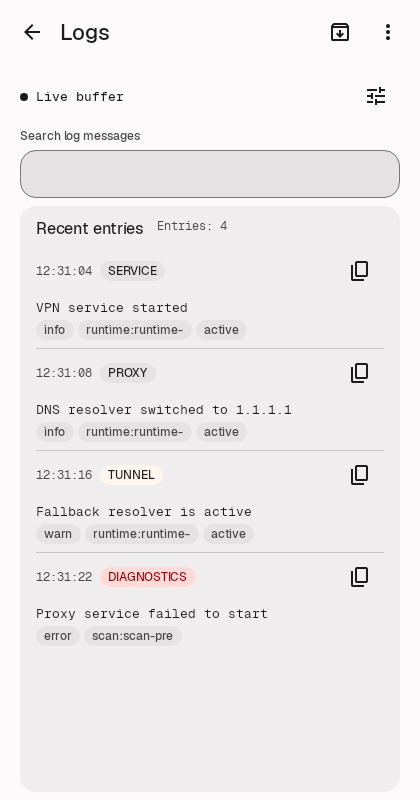 Logs
Live buffer
Search log messages
Recent entries Entries: 4
12:31:04 SERVICE
VPN service started
info runtime:runtime- active
12:31:08 PROXY
DNS resolver switched to 1.1.1.1
info runtime:runtime- active
12:31:16 TUNNEL
Fallback resolver is active
warn runtime:runtime- active
12:31:22 DIAGNOSTICS
Proxy service failed to start
error scan:scan-pre